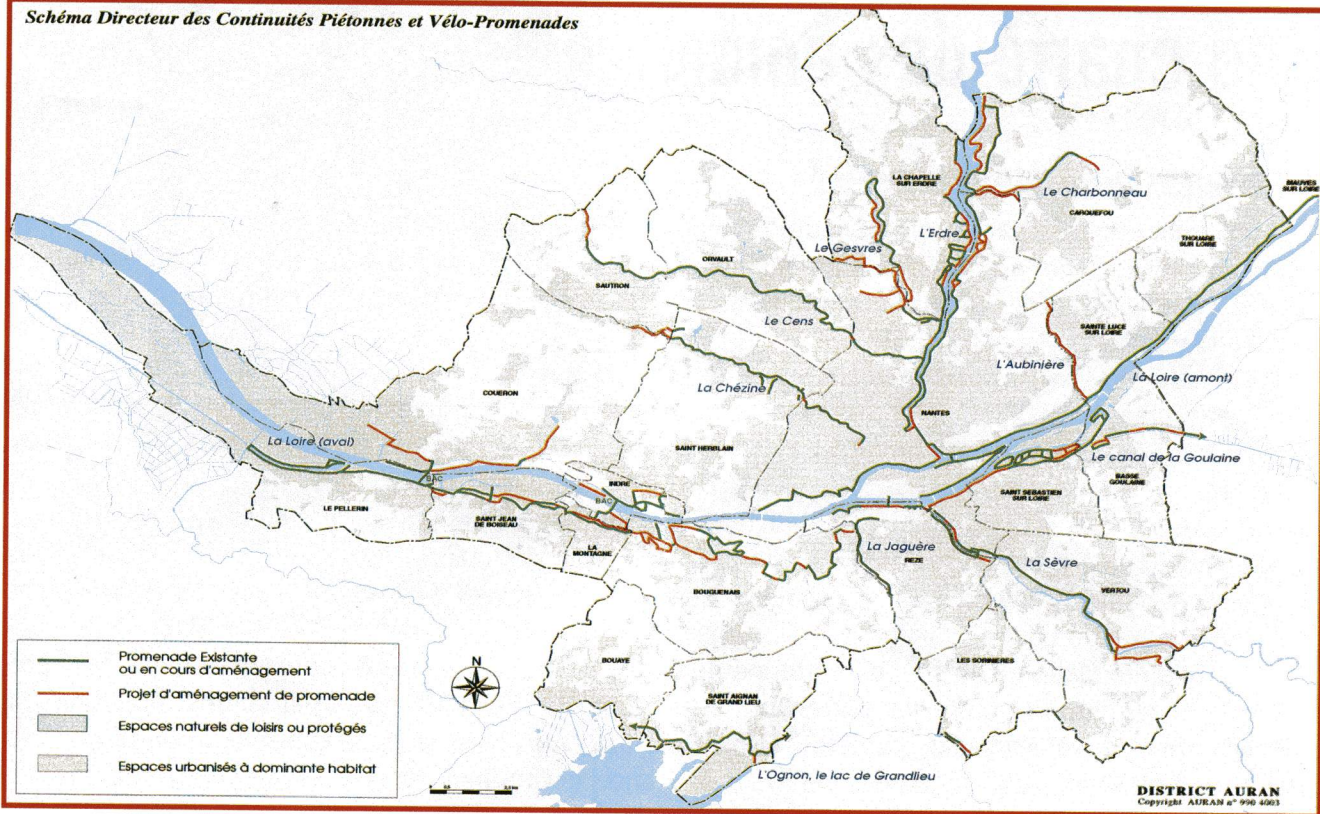 Schéma Directeur des Continuités Piétonnes et Vélo-Promenades
LA CHAPELLE
SUR ERDRE
Le Charbonneau
CARQUEFOU
MAUVES
SUR LOIRE
L'Erdre
Le Gesvres
THOUARE
SUR LOIRE
ORVAULT
SAUTRON
Le Cens
SAINTE LUCE
SUR LOIRE
L'Aubinière
La Loire (amont)
La Chézine
COUERON
NANTES
La Loire (aval)
SAINT HERBLAIN
Le canal de la Goulaine
BAC
INDRE
BAC
BASSE
GOULAINE
SAINT SEBASTIEN
SUR LOIRE
LE PELLERIN
SAINT JEAN
DE BOISEAU
LA
MONTAGNE
La Jaguère
REZE
La Sèvre
VERTOU
BOUGUENAIS
BOUAYE
LES SORINIERES
SAINT AIGNAN
DE GRAND LIEU
L'Ognon, le lac de Grandlieu
Promenade Existante
ou en cours d'aménagement
Projet d'aménagement de promenade
Espaces naturels de loisirs ou protégés
Espaces urbanisés à dominante habitat
N
DISTRICT AURAN
Copyright AURAN n° 990 4003